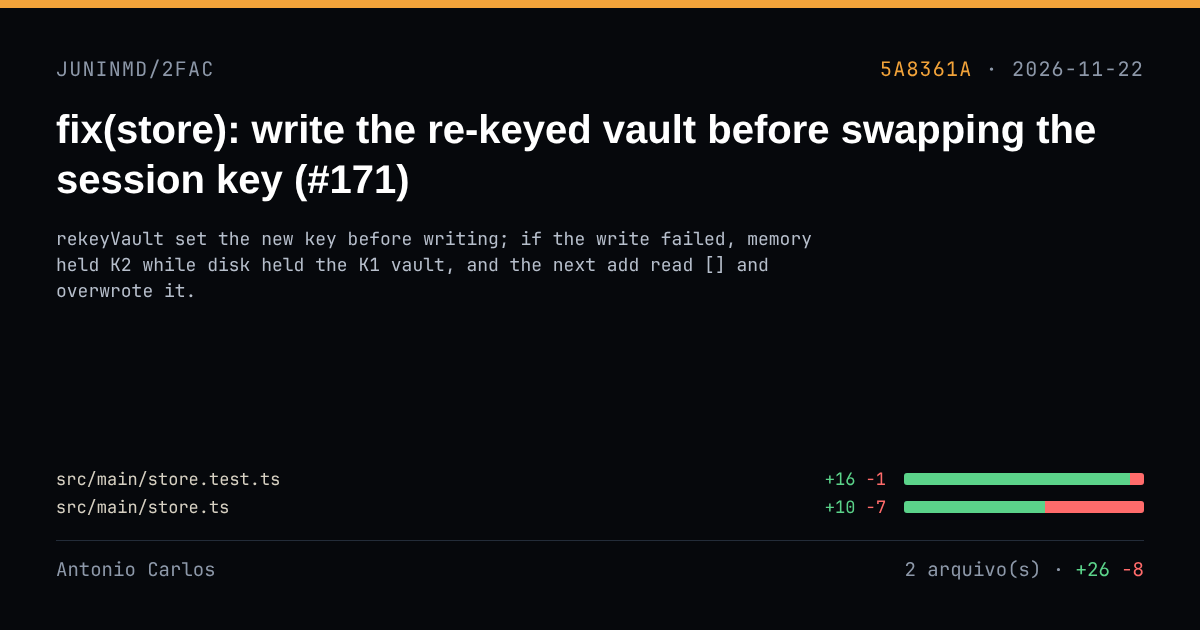 JUNINMD/2FAC
5A8361A · 2026-11-22
fix(store): write the re-keyed vault before swapping the
session key (#171)
rekeyVault set the new key before writing; if the write failed, memory
held K2 while disk held the K1 vault, and the next add read [] and
overwrote it.
src/main/store.test.ts +16 -1
src/main/store.ts +10 -7
Antonio Carlos
2 arquivo(s) · +26 -8